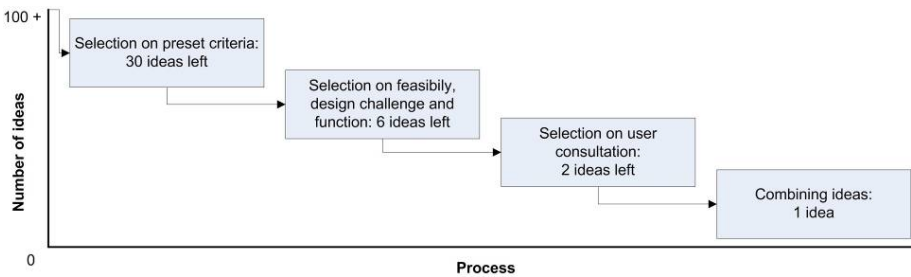 100 +
Selection on preset criteria:
30 ideas left
Selection on feasibily,
design challenge and
function: 6 ideas left
Selection on user
consultation:
2 ideas left
Combining ideas:
1 idea
Number of ideas
0
Process